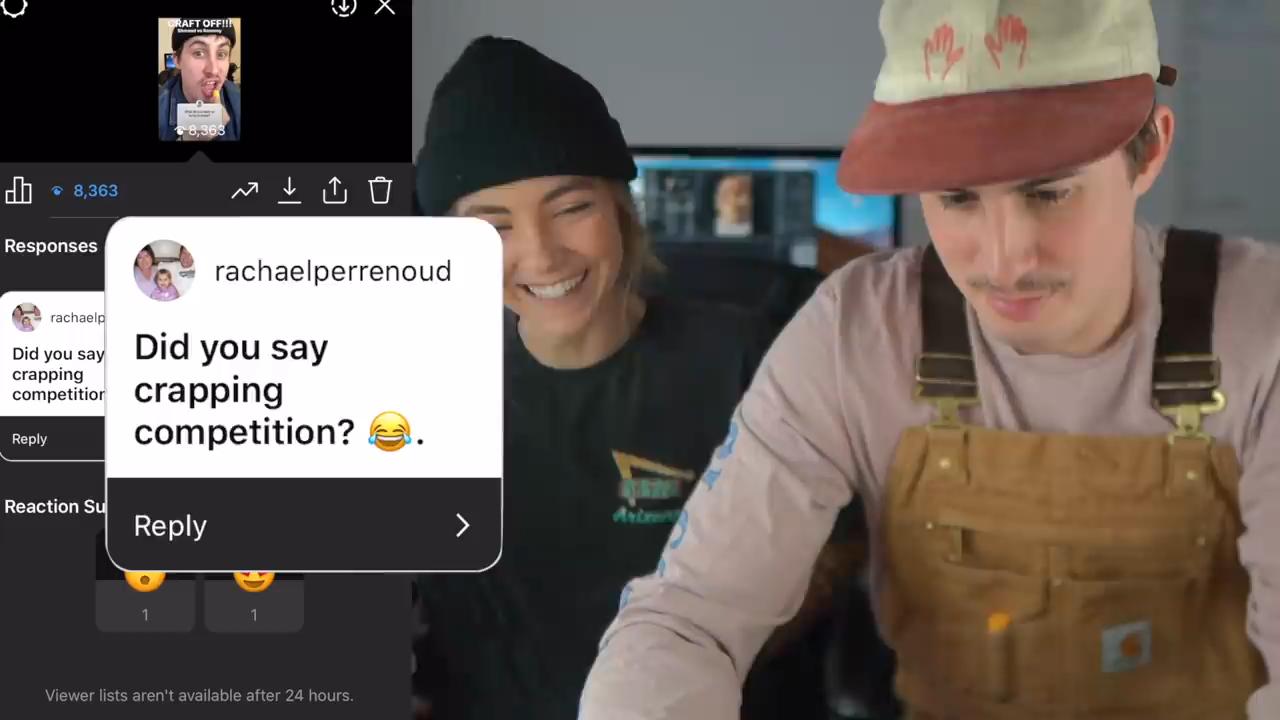 CRAFT OFF!!!
8,363
8,363
Responses
rachaelp
Did you say
crapping
competition
Reply
rachaelperrenoud
Did you say
crapping
competition? 😂.
Reply
Reaction Su
1
1
Viewer lists aren't available after 24 hours.
Arizona